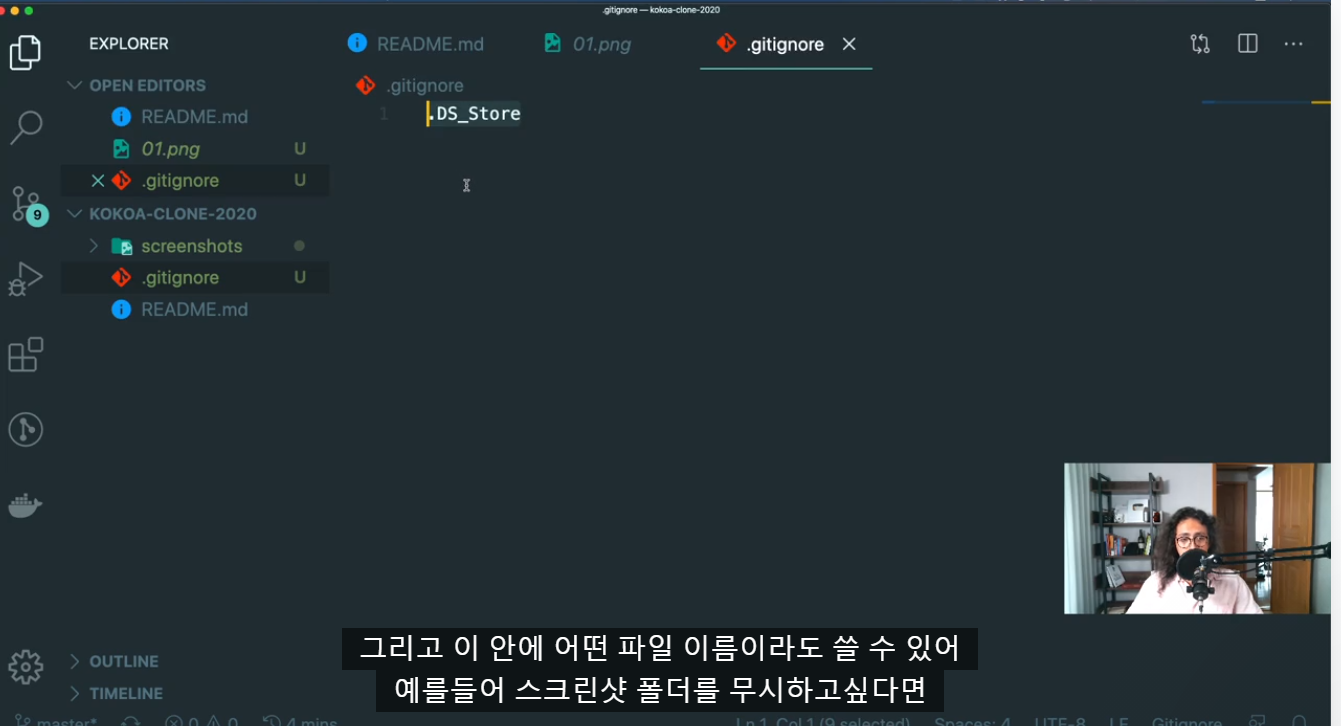 .gitignore — kokoa-clone-2020
EXPLORER
README.md
01.png
.gitignore
OPEN EDITORS
.gitignore
README.md
1 .DS_Store
01.png U
.gitignore U
9
KOKOA-CLONE-2020
screenshots
.gitignore U
README.md
그리고 이 안에 어떤 파일 이름이라도 쓸 수 있어
예를들어 스크린샷 폴더를 무시하고싶다면
OUTLINE
TIMELINE
master* 0 0 4 mins Ln 1, Col 1 (9 selected) Spaces: 4 UTF-8 LF Gitignore